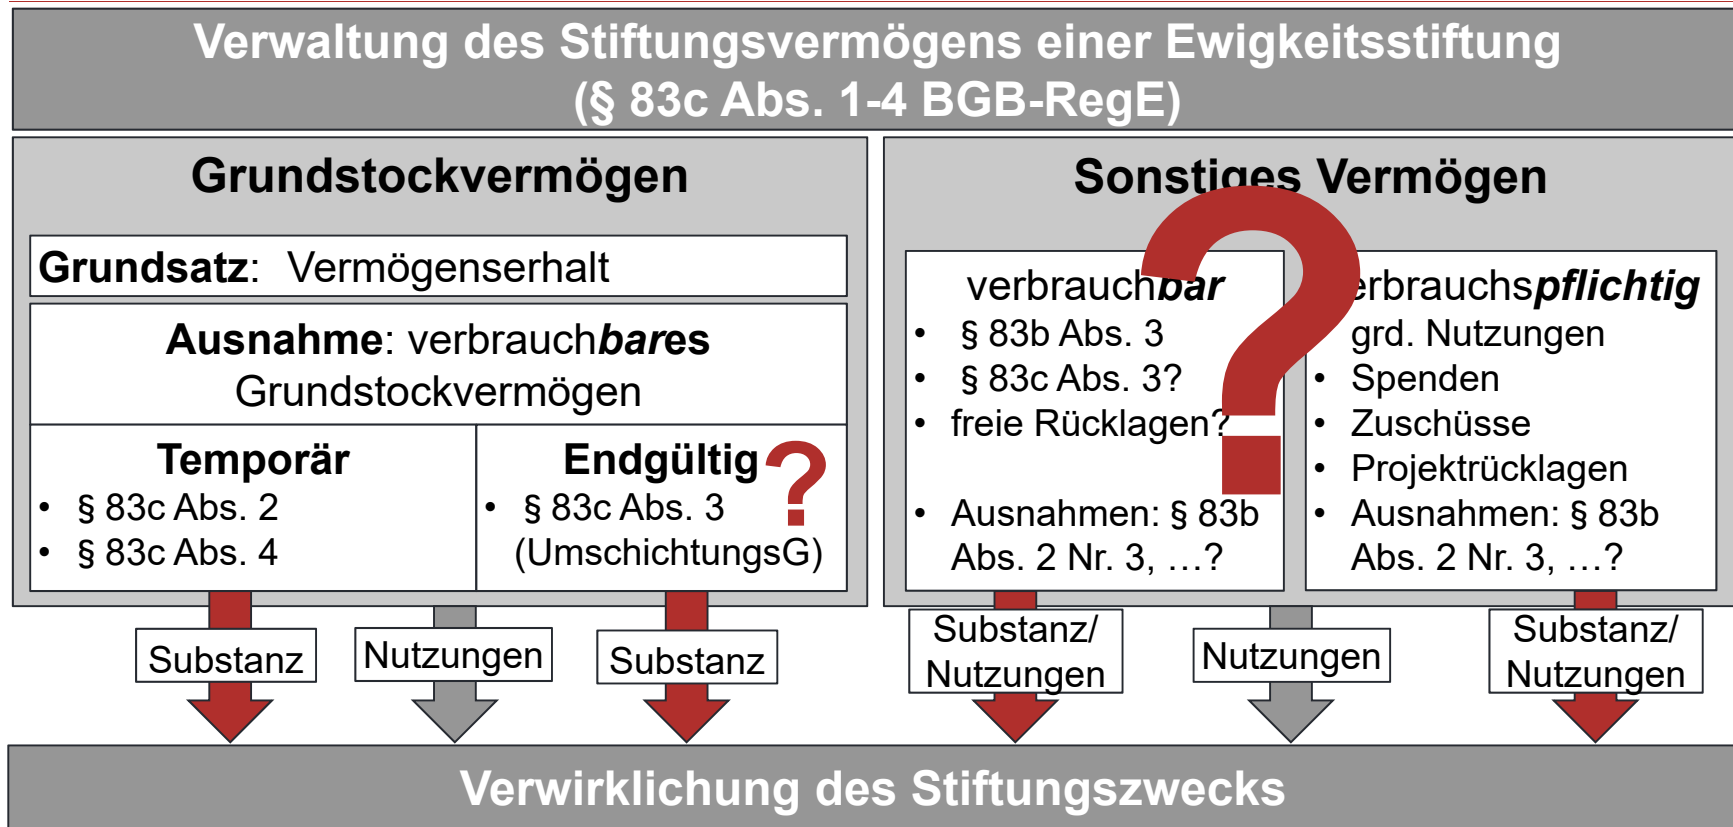 Verwaltung des Stiftungsvermögens einer Ewigkeitsstiftung
(§ 83c Abs. 1-4 BGB-RegE)
Grundstockvermögen
Grundsatz: Vermögenserhalt
Ausnahme: verbrauchbares
Grundstockvermögen
Temporär
• § 83c Abs. 2
• § 83c Abs. 4
Endgültig
?
• § 83c Abs. 3
(UmschichtungsG)
Substanz
Nutzungen
Substanz
Sonstiges Vermögen
?
verbrauchbar
• § 83b Abs. 3
• § 83c Abs. 3?
• freie Rücklagen?
• Ausnahmen: § 83b
Abs. 2 Nr. 3, …?
erbrauchspflichtig
grd. Nutzungen
• Spenden
• Zuschüsse
• Projektrücklagen
• Ausnahmen: § 83b
Abs. 2 Nr. 3, …?
Substanz/
Nutzungen
Nutzungen
Substanz/
Nutzungen
Verwirklichung des Stiftungszwecks